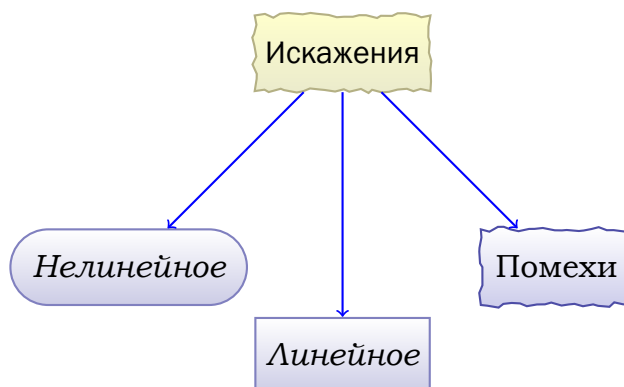 Искажения
Нелинейное
Помехи
Линейное